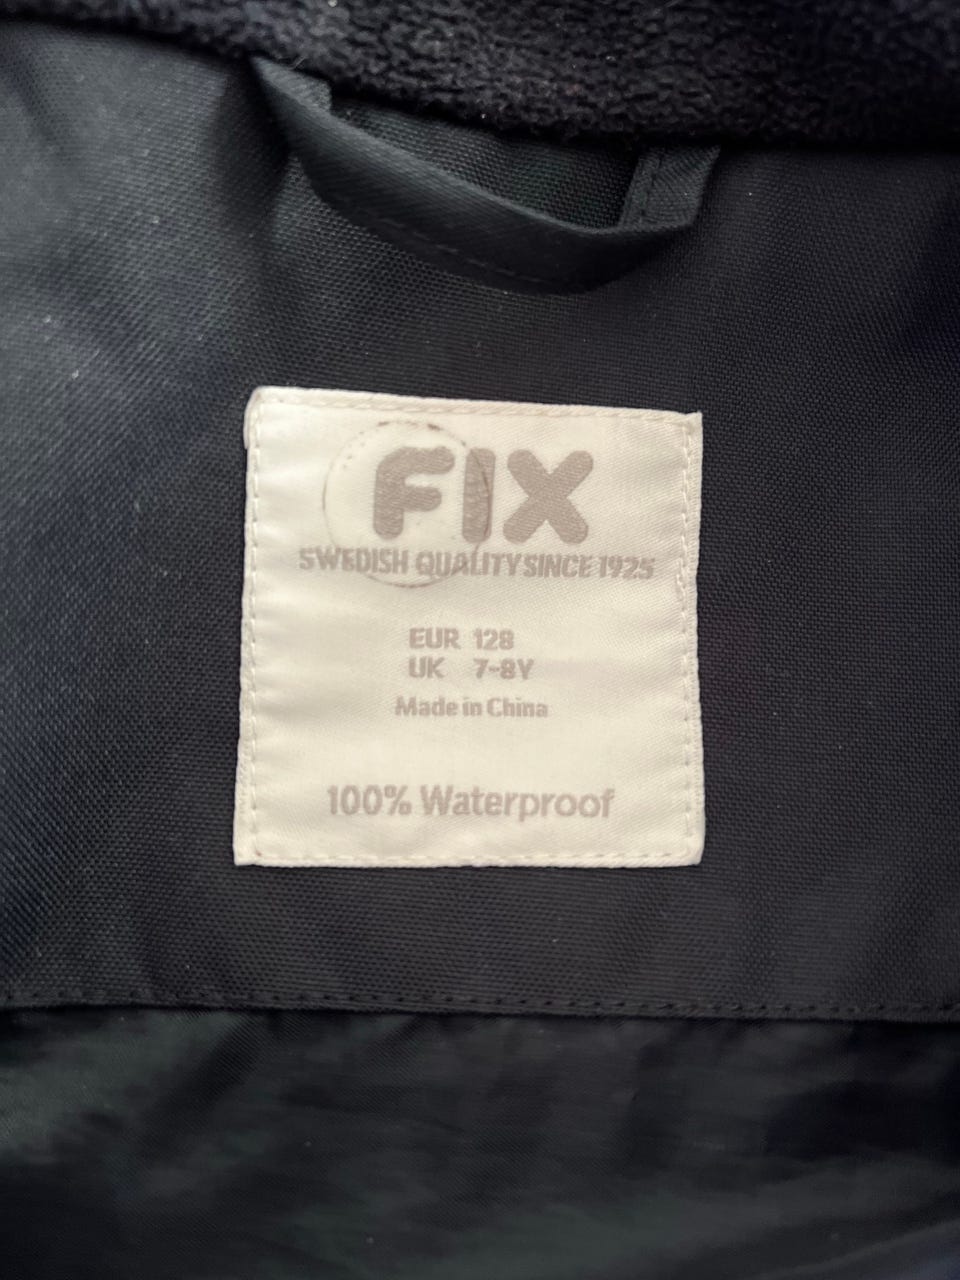 FIX
SWEDISH QUALITY SINCE 1925
EUR 128
UK 7-8Y
Made in China
100% Waterproof